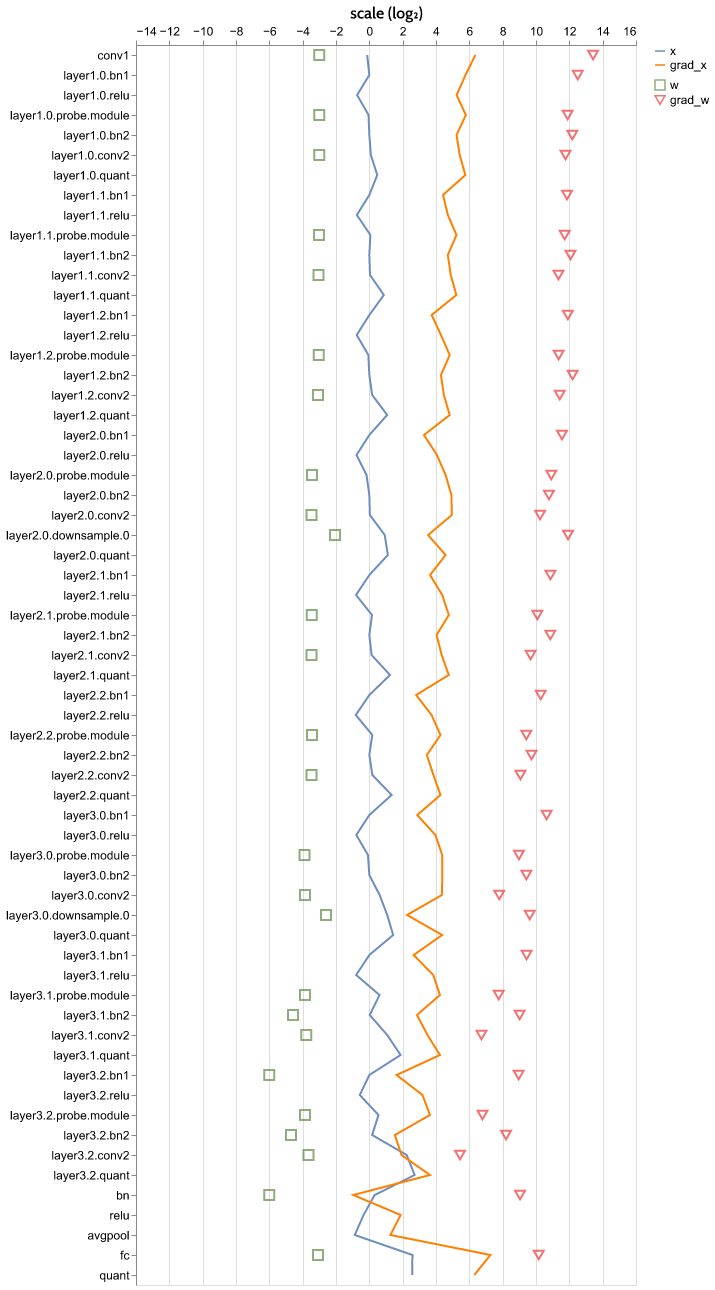 scale (log₂)
−14 −12 −10 −8 −6 −4 −2 0 2 4 6 8 10 12 14 16
x
grad_x
w
grad_w
conv1
layer1.0.bn1
layer1.0.relu
layer1.0.probe.module
layer1.0.bn2
layer1.0.conv2
layer1.0.quant
layer1.1.bn1
layer1.1.relu
layer1.1.probe.module
layer1.1.bn2
layer1.1.conv2
layer1.1.quant
layer1.2.bn1
layer1.2.relu
layer1.2.probe.module
layer1.2.bn2
layer1.2.conv2
layer1.2.quant
layer2.0.bn1
layer2.0.relu
layer2.0.probe.module
layer2.0.bn2
layer2.0.conv2
layer2.0.downsample.0
layer2.0.quant
layer2.1.bn1
layer2.1.relu
layer2.1.probe.module
layer2.1.bn2
layer2.1.conv2
layer2.1.quant
layer2.2.bn1
layer2.2.relu
layer2.2.probe.module
layer2.2.bn2
layer2.2.conv2
layer2.2.quant
layer3.0.bn1
layer3.0.relu
layer3.0.probe.module
layer3.0.bn2
layer3.0.conv2
layer3.0.downsample.0
layer3.0.quant
layer3.1.bn1
layer3.1.relu
layer3.1.probe.module
layer3.1.bn2
layer3.1.conv2
layer3.1.quant
layer3.2.bn1
layer3.2.relu
layer3.2.probe.module
layer3.2.bn2
layer3.2.conv2
layer3.2.quant
bn
relu
avgpool
fc
quant